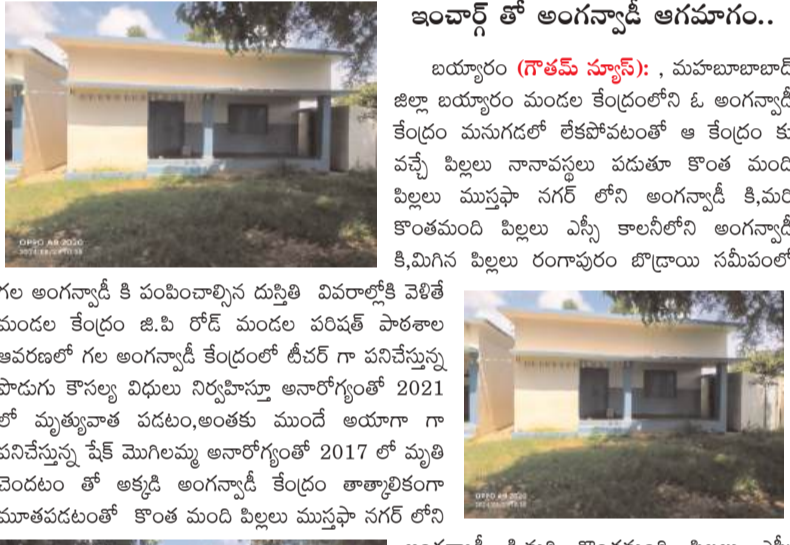 ఇంచార్జ్ తో అంగన్వాడీ ఆగమాగం..
బయ్యారం (గౌతమ్ న్యూస్): , మహబూబాబాద్
జిల్లా బయ్యారం మండల కేంద్రంలోని ఓ అంగన్వాడీ
కేంద్రం మనుగడలో లేకపోవటంతో ఆ కేంద్రం కు
వచ్చే పిల్లలు నానావస్థలు పడుతూ కొంత మంది
పిల్లలు ముస్తఫా నగర్ లోని అంగన్వాడీ కి,మరి
కొంతమంది పిల్లలు ఎస్సీ కాలనీలోని అంగన్వాడీ
కి,మిగిన పిల్లలు రంగాపురం బొడ్రాయి సమీపంలో
గల అంగన్వాడీ కి పంపించాల్సిన దుస్తితి వివరాల్లోకి వెళితే
మండల కేంద్రం జి.పి రోడ్ మండల పరిషత్ పాఠశాల
ఆవరణలో గల అంగన్వాడీ కేంద్రంలో టీచర్ గా పనిచేస్తున్న
పొడుగు కౌసల్య విధులు నిర్వహిస్తూ అనారోగ్యంతో 2021
లో మృత్యువాత పడటం,అంతకు ముందే అయాగా గా
పనిచేస్తున్న షేక్ మొగిలమ్మ అనారోగ్యంతో 2017 లో మృతి
చెందటం తో అక్కడి అంగన్వాడీ కేంద్రం తాత్కాలికంగా
మూతపడటంతో కొంత మంది పిల్లలు ముస్తఫా నగర్ లోని
OPPO A9 2020
OPPO A9 2020